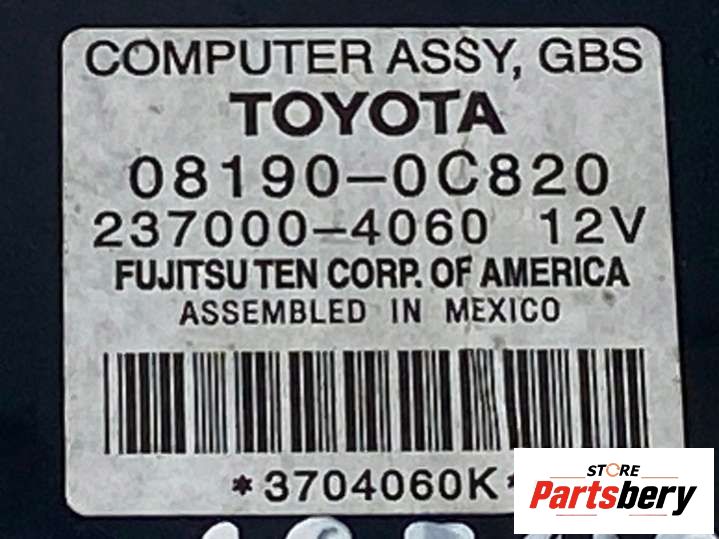 COMPUTER ASSY, GBS
TOYOTA
08190-0C820
237000-4060 12V
FUJITSU TEN CORP. OF AMERICA
ASSEMBLED IN MEXICO
*3704060K*
STORE
Partsbery